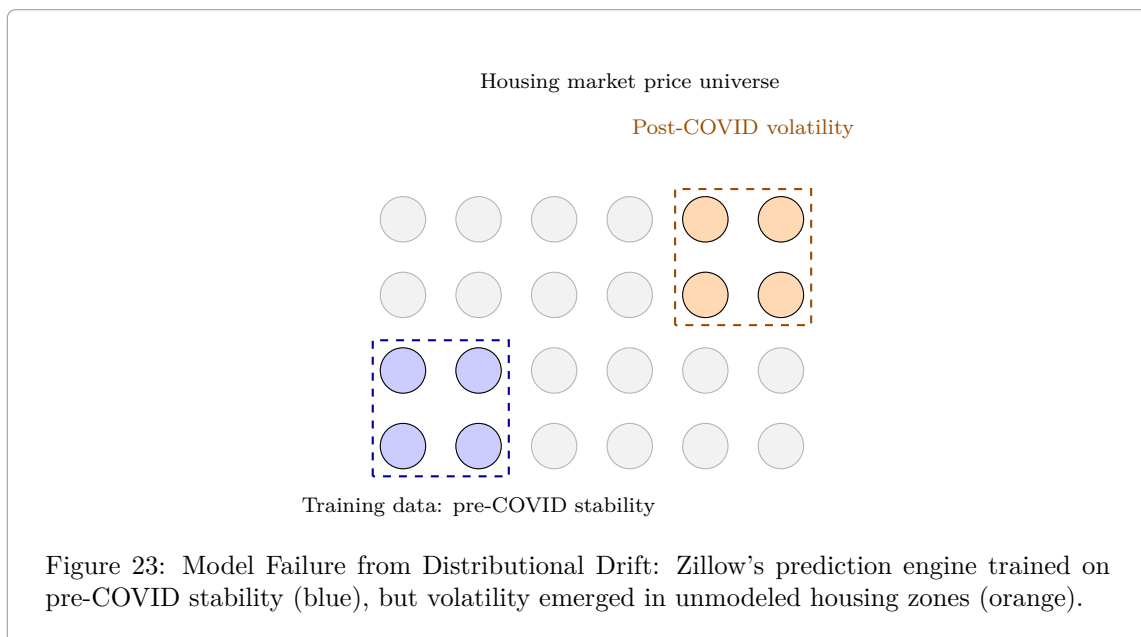 Housing market price universe
Post-COVID volatility
Training data: pre-COVID stability
Figure 23: Model Failure from Distributional Drift: Zillow's prediction engine trained on
pre-COVID stability (blue), but volatility emerged in unmodeled housing zones (orange).